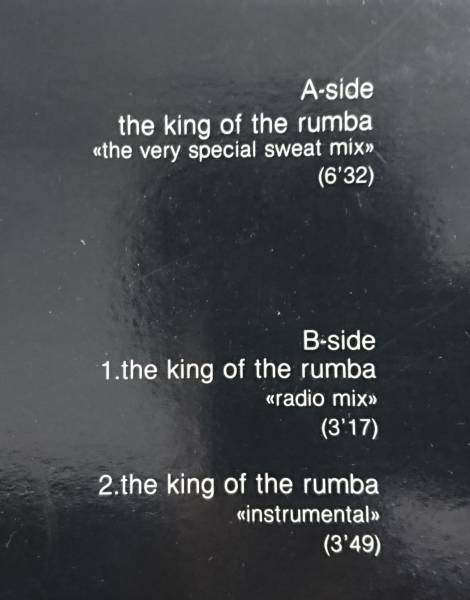 A-side
the king of the rumba
«the very special sweat mix»
(6'32)
B-side
1.the king of the rumba
«radio mix»
(3'17)
2.the king of the rumba
«instrumental»
(3'49)